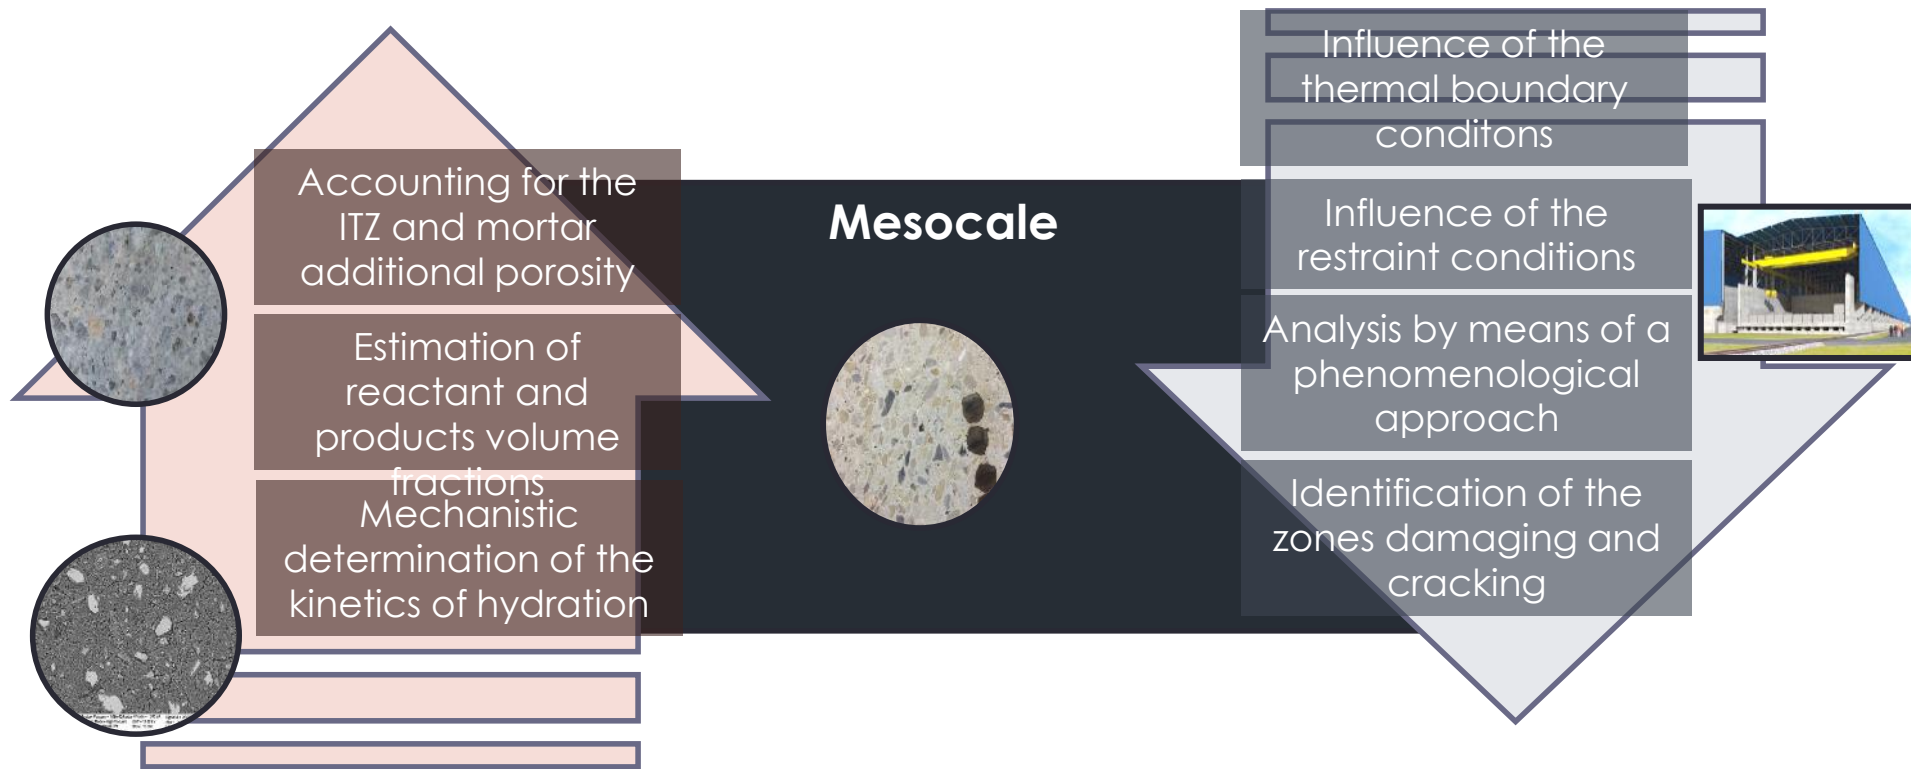 Accounting for the
ITZ and mortar
additional porosity
Estimation of
reactant and
products volume
fractions
Mechanistic
determination of the
kinetics of hydration
Mesocale
Influence of the
thermal boundary
conditons
Influence of the
restraint conditions
Analysis by means of a
phenomenological
approach
Identification of the
zones damaging and
cracking